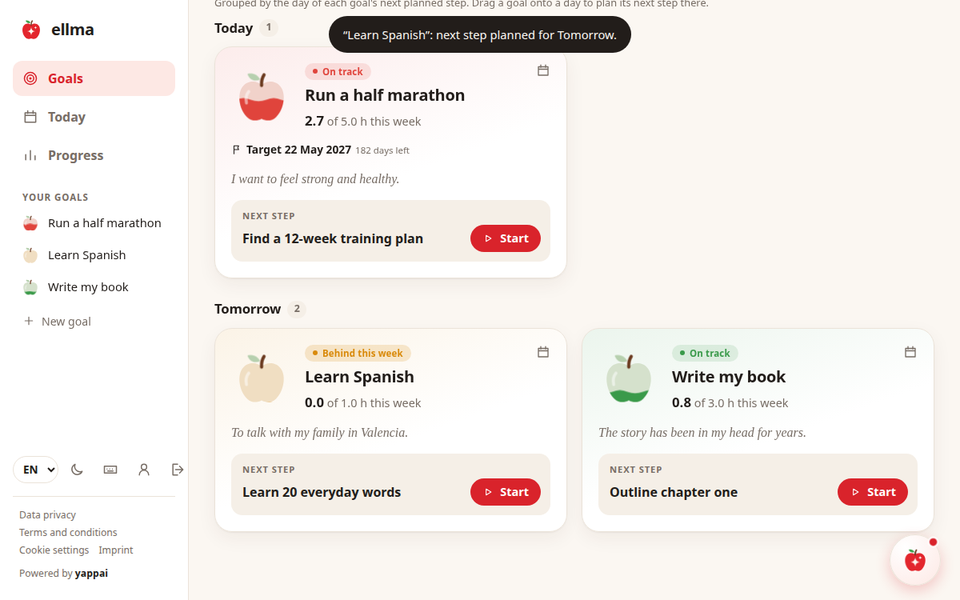 ellma
Goals
Today
Progress
YOUR GOALS
Run a half marathon
Learn Spanish
Write my book
+ New goal
EN
Data privacy
Terms and conditions
Cookie settings Imprint
Powered by yappai
Grouped by the day of each goal's next planned step. Drag a goal onto a day to plan its next step there.
“Learn Spanish”: next step planned for Tomorrow.
Today 1
On track
Run a half marathon
2.7 of 5.0 h this week
Target 22 May 2027 182 days left
I want to feel strong and healthy.
NEXT STEP
Find a 12-week training plan
Start
Tomorrow 2
Behind this week
Learn Spanish
0.0 of 1.0 h this week
To talk with my family in Valencia.
NEXT STEP
Learn 20 everyday words
Start
On track
Write my book
0.8 of 3.0 h this week
The story has been in my head for years.
NEXT STEP
Outline chapter one
Start